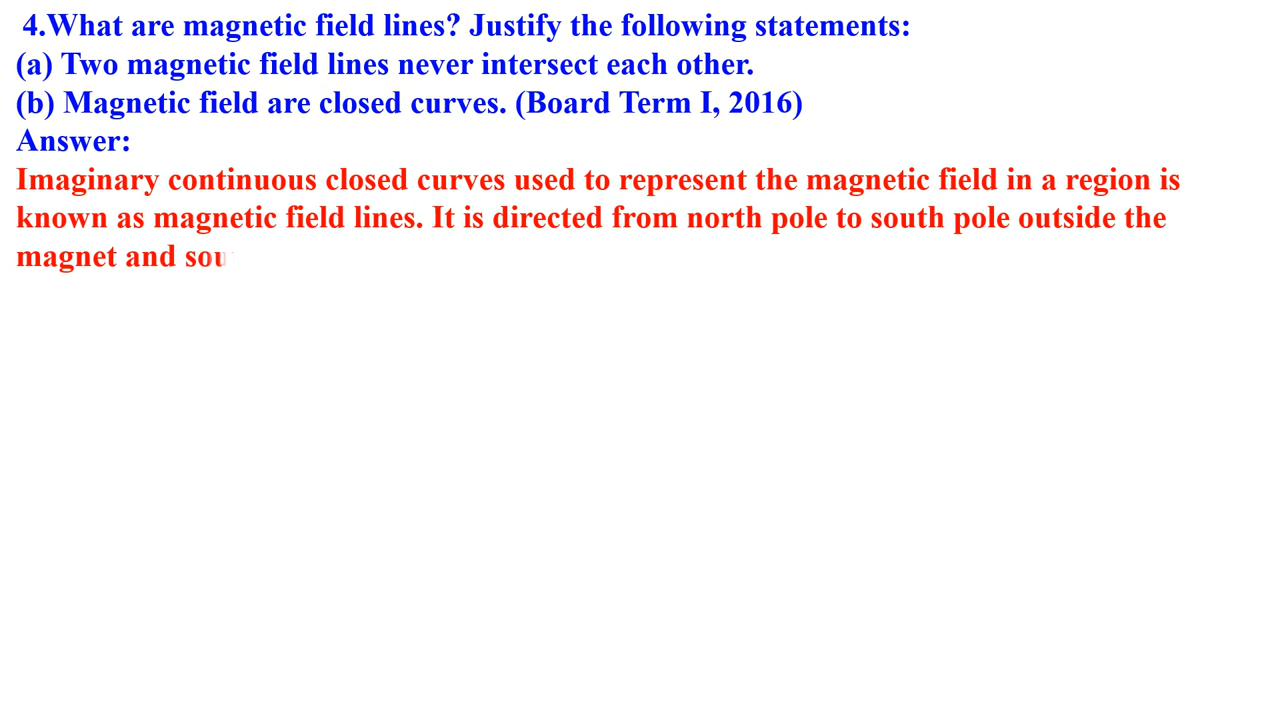 4.What are magnetic field lines? Justify the following statements:
(a) Two magnetic field lines never intersect each other.
(b) Magnetic field are closed curves. (Board Term I, 2016)
Answer:
Imaginary continuous closed curves used to represent the magnetic field in a region is
known as magnetic field lines. It is directed from north pole to south pole outside the
magnet and sou